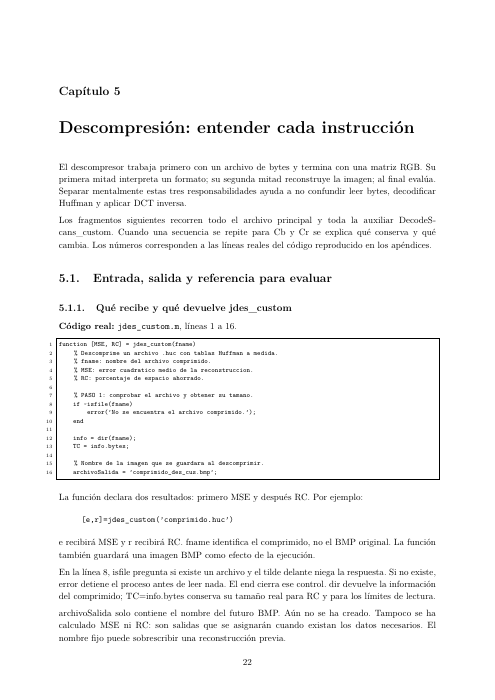 Capítulo 5
Descompresión: entender cada instrucción
El descompresor trabaja primero con un archivo de bytes y termina con una matriz RGB. Su
primera mitad interpreta un formato; su segunda mitad reconstruye la imagen; al final evalúa.
Separar mentalmente estas tres responsabilidades ayuda a no confundir leer bytes, decodificar
Huffman y aplicar DCT inversa.
Los fragmentos siguientes recorren todo el archivo principal y toda la auxiliar DecodeS-
cans_custom. Cuando una secuencia se repite para Cb y Cr se explica qué conserva y qué
cambia. Los números corresponden a las líneas reales del código reproducido en los apéndices.
5.1. Entrada, salida y referencia para evaluar
5.1.1. Qué recibe y qué devuelve jdes_custom
Código real: jdes_custom.m, líneas 1 a 16.
1 function [MSE, RC] = jdes_custom(fname)
2 % Descomprime un archivo .huc con tablas Huffman a medida.
3 % fname: nombre del archivo comprimido.
4 % MSE: error cuadratico medio de la reconstruccion.
5 % RC: porcentaje de espacio ahorrado.
6
7 % PASO 1: comprobar el archivo y obtener su tamano.
8 if ~isfile(fname)
9 error('No se encuentra el archivo comprimido.');
10 end
11
12 info = dir(fname);
13 TC = info.bytes;
14
15 % Nombre de la imagen que se guardara al descomprimir.
16 archivoSalida = 'comprimido_des_cus.bmp';
La función declara dos resultados: primero MSE y después RC. Por ejemplo:
[e,r]=jdes_custom('comprimido.huc')
e recibirá MSE y r recibirá RC. fname identifica el comprimido, no el BMP original. La función
también guardará una imagen BMP como efecto de la ejecución.
En la línea 8, isfile pregunta si existe un archivo y el tilde delante niega la respuesta. Si no existe,
error detiene el proceso antes de leer nada. El end cierra ese control. dir devuelve la información
del comprimido; TC=info.bytes conserva su tamaño real para RC y para los límites de lectura.
archivoSalida solo contiene el nombre del futuro BMP. Aún no se ha creado. Tampoco se ha
calculado MSE ni RC: son salidas que se asignarán cuando existan los datos necesarios. El
nombre fijo puede sobrescribir una reconstrucción previa.
22